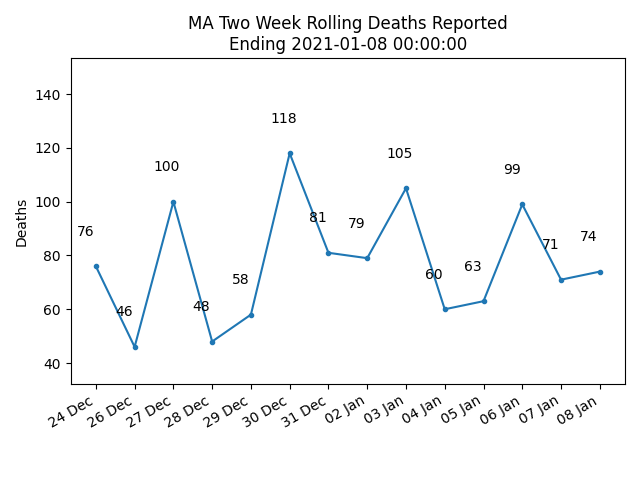 MA Two Week Rolling Deaths Reported
Ending 2021-01-08 00:00:00
Deaths
140
120
100
80
60
40
76
46
100
48
58
118
81
79
105
60
63
99
71
74
24 Dec
26 Dec
27 Dec
28 Dec
29 Dec
30 Dec
31 Dec
02 Jan
03 Jan
04 Jan
05 Jan
06 Jan
07 Jan
08 Jan